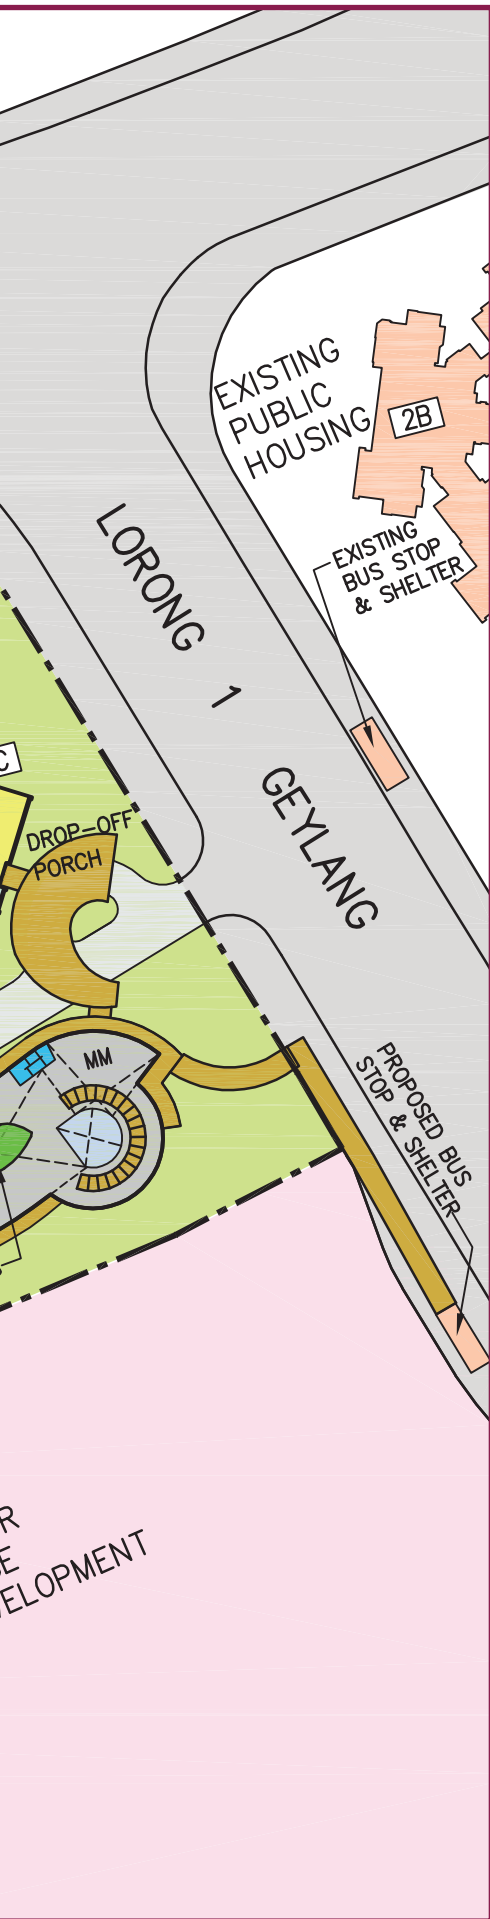 EXISTING
PUBLIC
HOUSING
2B
EXISTING
BUS STOP
& SHELTER
LORONG 1 GEYLANG
C
DROP-OFF
PORCH
MM
PROPOSED BUS
STOP & SHELTER
R
E
VELOPMENT